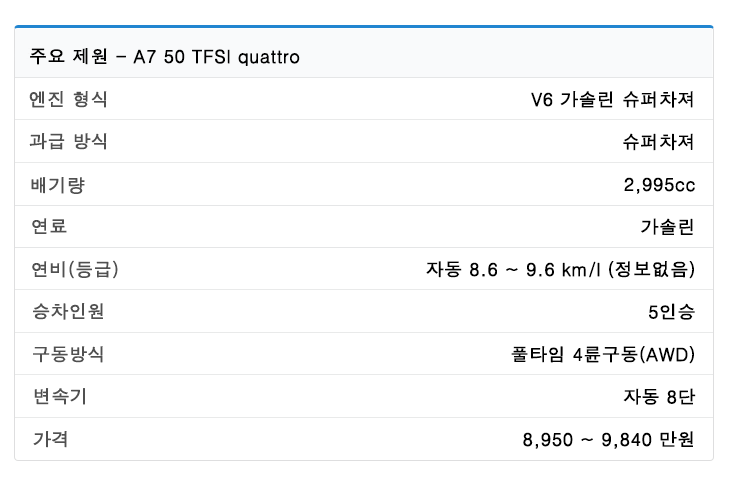 주요 제원 – A7 50 TFSI quattro
엔진 형식 V6 가솔린 슈퍼차져
과급 방식 슈퍼차져
배기량 2,995cc
연료 가솔린
연비(등급) 자동 8.6 ~ 9.6 km/l (정보없음)
승차인원 5인승
구동방식 풀타임 4륜구동(AWD)
변속기 자동 8단
가격 8,950 ~ 9,840 만원